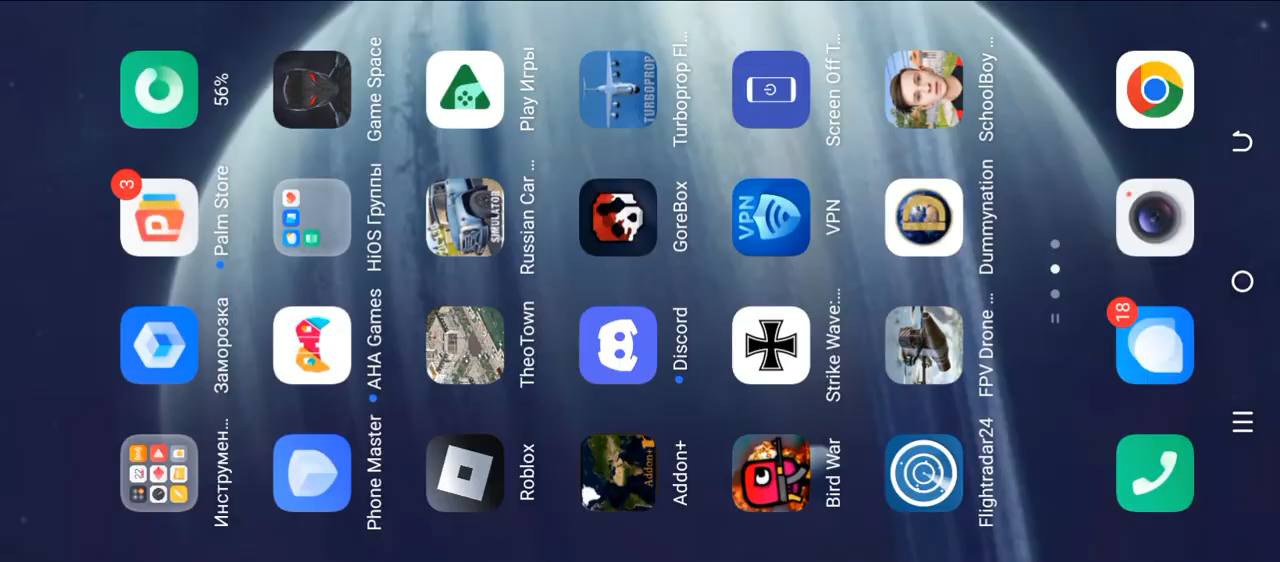 3
Инструмен...
Заморозка
Palm Store
56%
Phone Master
AHA Games
HiOS Группы
Game Space
SIMULATOR
Roblox
TheoTown
Russian Car ...
Play Игры
Addon+
TURBOPROP
Addon+
Discord
GoreBox
Turboprop Fl...
VPN
Bird War
Strike Wave:...
VPN
Screen Off T...
Flightradar24
FPV Drone ...
Dummynation
SchoolBoy ...
18